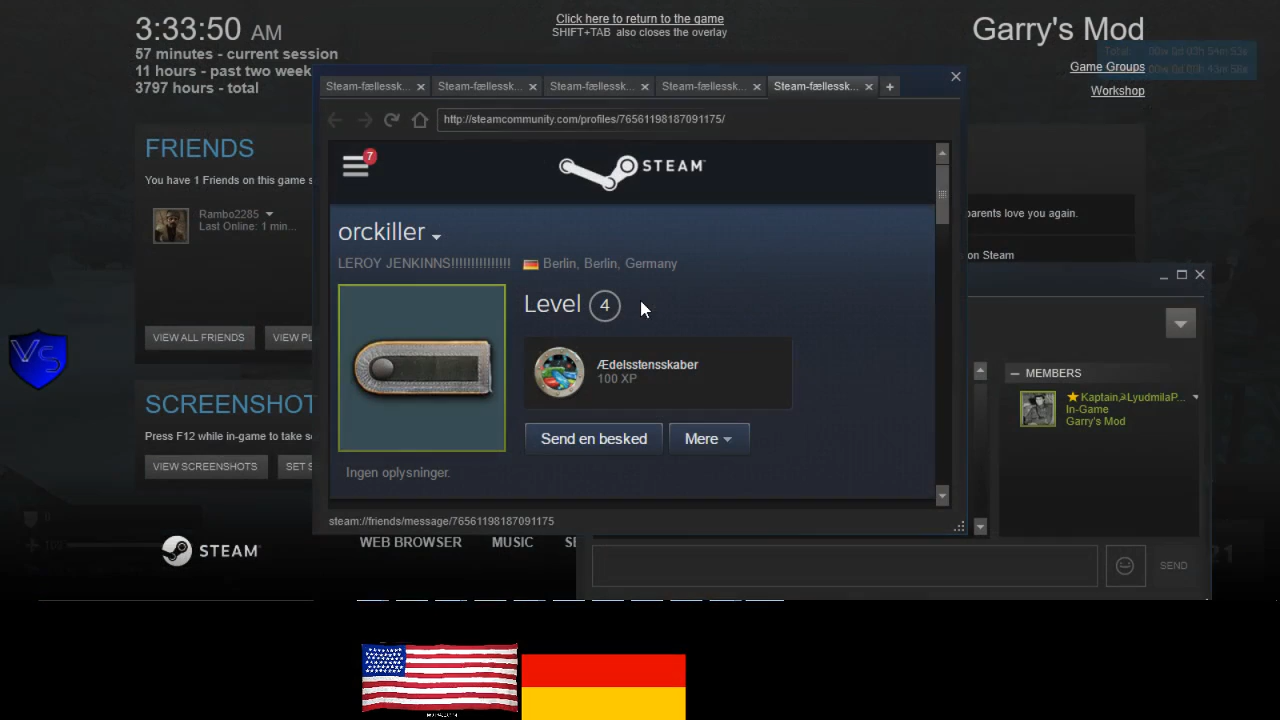 3:33:50 AM
57 minutes - current session
11 hours - past two week
3797 hours - total
Click here to return to the game
SHIFT+TAB also closes the overlay
Garry's Mod
Game Groups
Workshop
Total:
Steam-fællessk...
Steam-fællessk...
Steam-fællessk...
Steam-fællessk...
Steam-fællessk...
http://steamcommunity.com/profiles/76561198187091175/
7
STEAM
FRIENDS
You have 1 Friends on this game s
Rambo2285
Last Online: 1 min...
VIEW ALL FRIENDS
VIEW PL
orckiller
LEROY JENKINNS!!!!!!!!!!!!!!!
Berlin, Berlin, Germany
Level 4
Ædelsstensskaber
100 XP
Send en besked
Mere
Ingen oplysninger.
steam://friends/message/76561198187091175
parents love you again.
on Steam
MEMBERS
In-Game
Garry's Mod
VS
SCREENSHOT
Press F12 while in-game to take s
VIEW SCREENSHOTS
SET S
STEAM
WEB BROWSER
MUSIC
SE
SEND